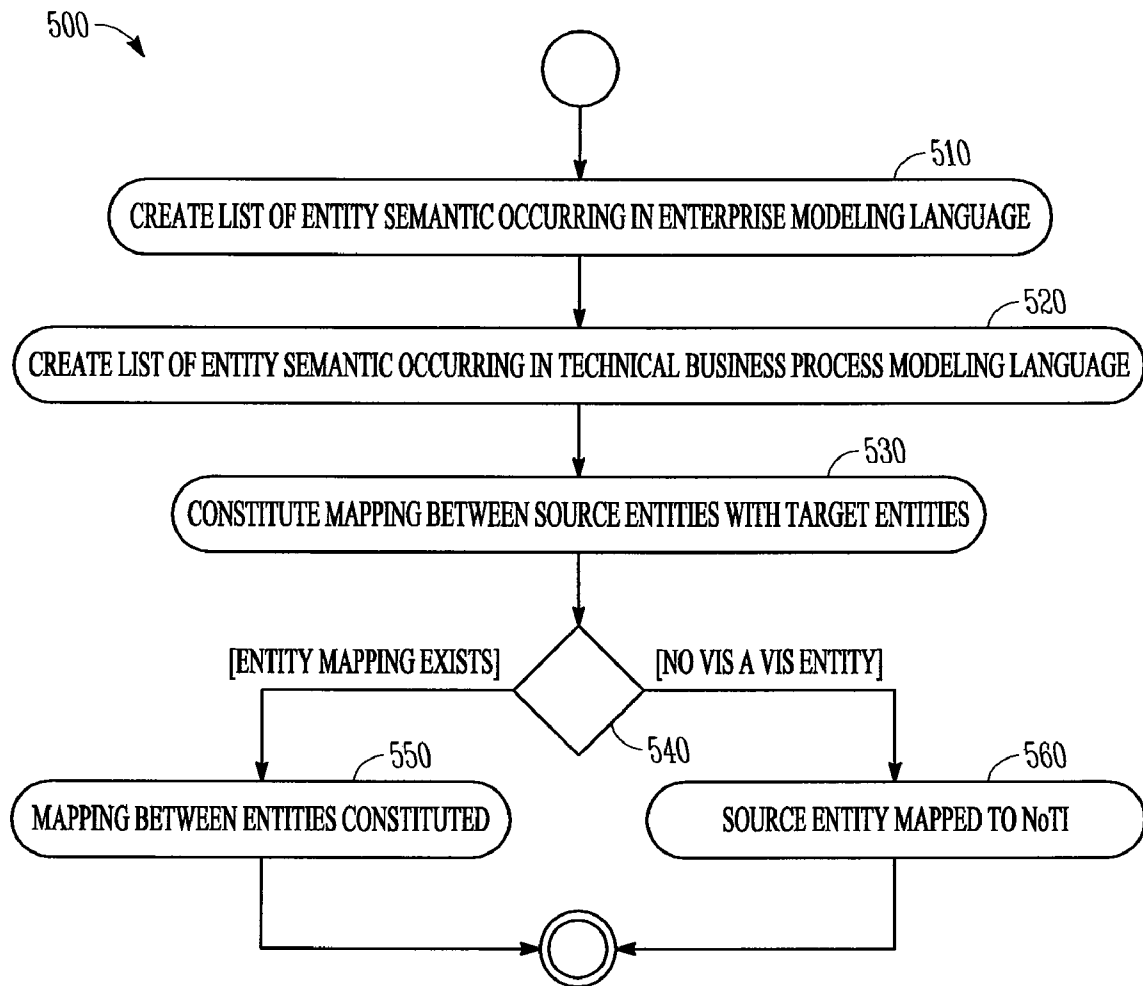 500
510
CREATE LIST OF ENTITY SEMANTIC OCCURRING IN ENTERPRISE MODELING LANGUAGE
520
CREATE LIST OF ENTITY SEMANTIC OCCURRING IN TECHNICAL BUSINESS PROCESS MODELING LANGUAGE
530
CONSTITUTE MAPPING BETWEEN SOURCE ENTITIES WITH TARGET ENTITIES
[ENTITY MAPPING EXISTS]
[NO VIS A VIS ENTITY]
540
550
MAPPING BETWEEN ENTITIES CONSTITUTED
560
SOURCE ENTITY MAPPED TO NoTI